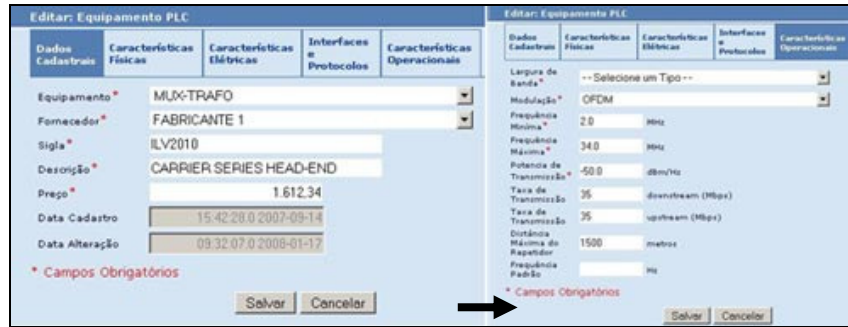 Editar: Equipamento PLC
Dados Cadastrais
Características Físicas
Características Elétricas
Interfaces e Protocolos
Características Operacionais
Equipamento* MUX-TRAFO
Fornecedor* FABRICANTE 1
Sigla* ILV2010
Descrição* CARRIER SERIES HEAD-END
Preço* 1.612,34
Data Cadastro 15:42:28.0 2007-09-14
Data Alteração 09:32:07.0 2008-01-17
* Campos Obrigatórios
Salvar Cancelar
Editar: Equipamento PLC
Dados Cadastrais
Características Físicas
Características Elétricas
Interfaces e Protocolos
Características Operacionais
Largura de Banda* --Selecione um Tipo--
Modulação* OFDM
Frequência Mínima* 2.0 MHz
Frequência Máxima* 34.0 MHz
Potencia de Transmissão* -50.0 dBm/Hz
Taxa de Transmissão 35 downstream (Mbps)
Taxa de Transmissão 35 upstream (Mbps)
Distância Máxima do Repetidor 1500 metros
Frequência Padrão Hz
* Campos Obrigatórios
Salvar Cancelar